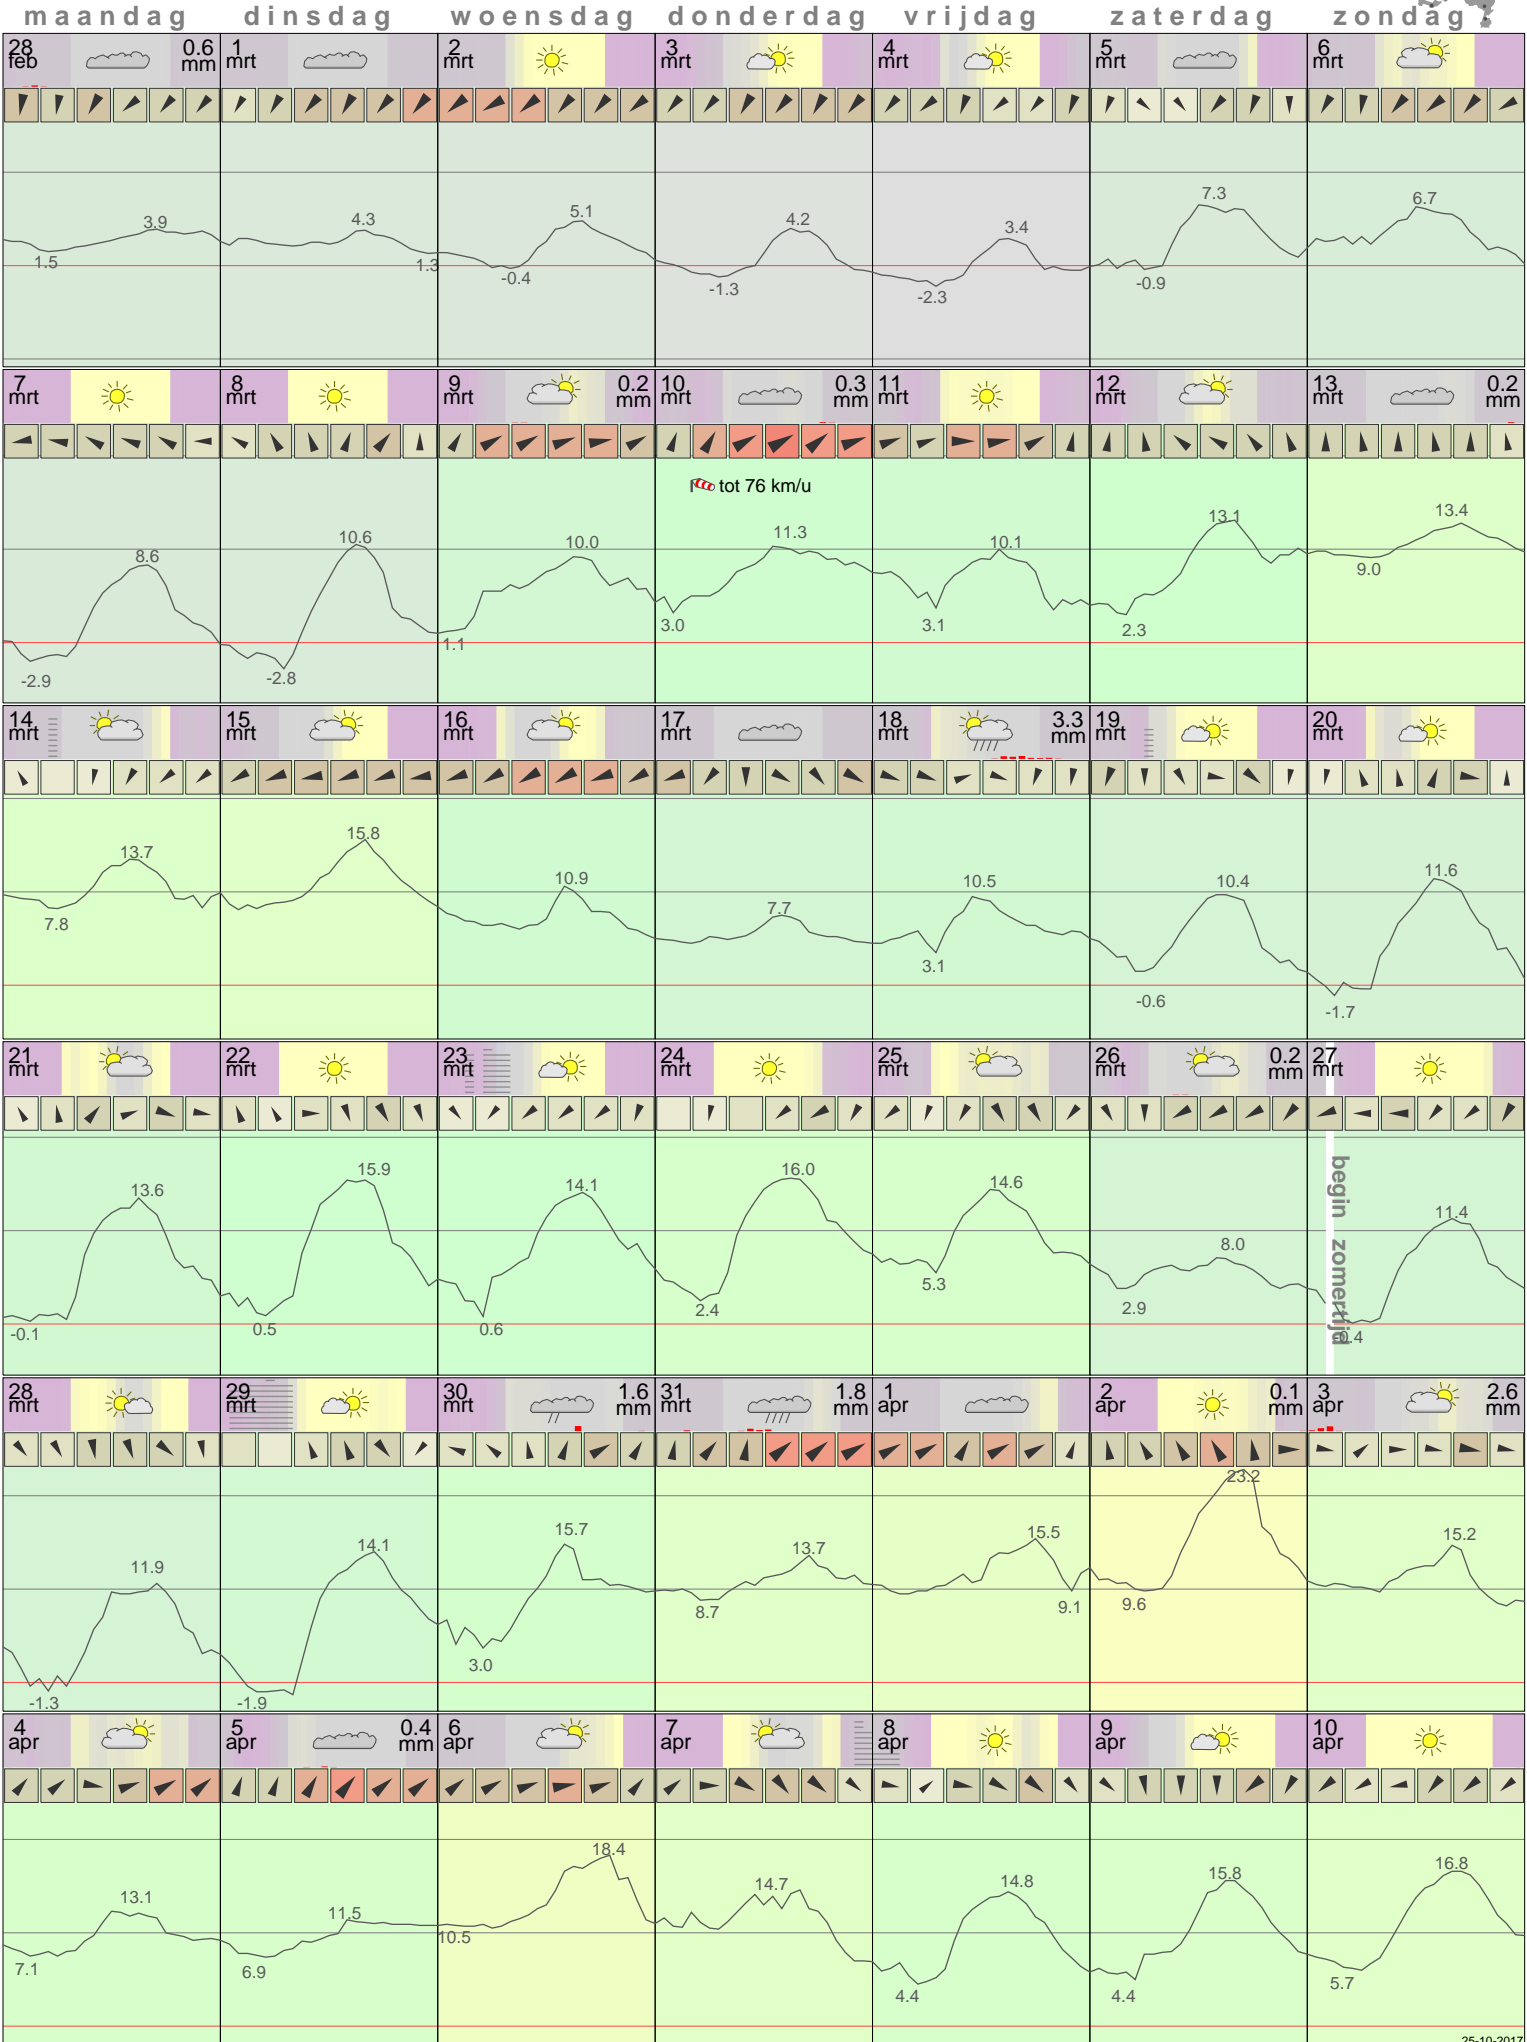 maandag dinsdag woensdag donderdag vrijdag zaterdag zondag
28 feb 0.6 mm 1 mrt 2 mrt 3 mrt 4 mrt 5 mrt 6 mrt
3.9 1.5 4.3 1.3 5.1 -0.4 4.2 -1.3 3.4 -2.3 7.3 -0.9 6.7
7 mrt 8 mrt 9 mrt 0.2 mm 10 mrt 0.3 mm 11 mrt 12 mrt 13 mrt 0.2 mm
tot 76 km/u
8.6 -2.9 10.6 -2.8 10.0 1.1 11.3 3.0 10.1 3.1 13.1 2.3 13.4 9.0
14 mrt 15 mrt 16 mrt 17 mrt 18 mrt 3.3 mm 19 mrt 20 mrt
13.7 7.8 15.8 10.9 7.7 10.5 3.1 10.4 -0.6 11.6 -1.7
21 mrt 22 mrt 23 mrt 24 mrt 25 mrt 26 mrt 0.2 mm 27 mrt
begin zomertijd
13.6 -0.1 15.9 0.5 14.1 0.6 16.0 2.4 14.6 5.3 8.0 2.9 11.4 -0.4
28 mrt 29 mrt 30 mrt 1.6 mm 31 mrt 1.8 mm 1 apr 2 apr 0.1 mm 3 apr 2.6 mm
11.9 -1.3 14.1 -1.9 15.7 3.0 13.7 8.7 15.5 9.1 23.2 9.6 15.2
4 apr 5 apr 0.4 mm 6 apr 7 apr 8 apr 9 apr 10 apr
13.1 7.1 11.5 6.9 18.4 10.5 14.7 14.8 4.4 15.8 4.4 16.8 5.7
25-10-2017